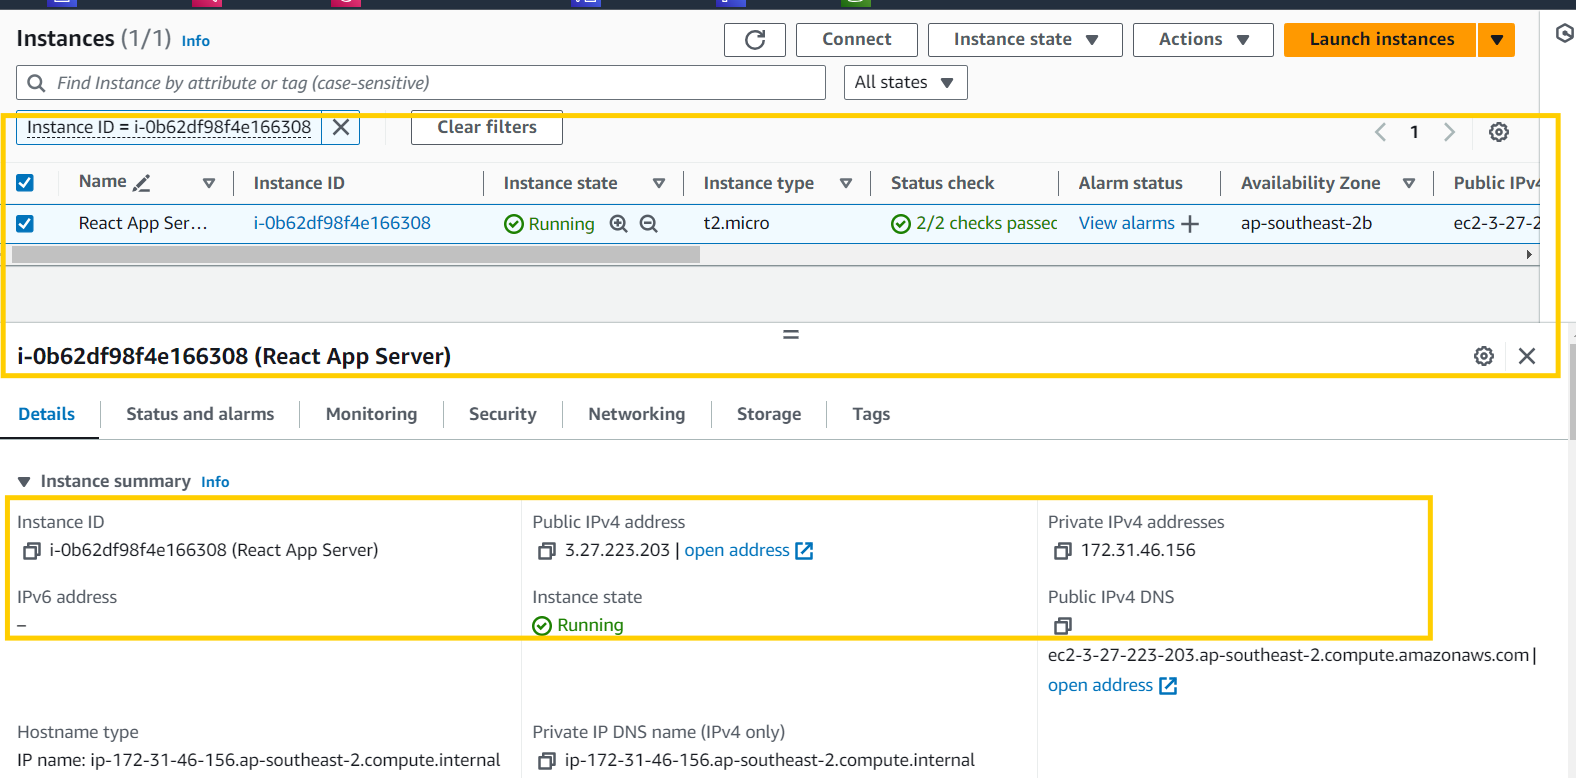 Instances (1/1) Info
Connect Instance state Actions Launch instances
Find Instance by attribute or tag (case-sensitive) All states
Instance ID = i-0b62df98f4e166308 Clear filters 1
Name Instance ID Instance state Instance type Status check Alarm status Availability Zone Public IPv4
React App Ser... i-0b62df98f4e166308 Running t2.micro 2/2 checks passec View alarms + ap-southeast-2b ec2-3-27-2
i-0b62df98f4e166308 (React App Server)
Details Status and alarms Monitoring Security Networking Storage Tags
Instance summary Info
Instance ID Public IPv4 address Private IPv4 addresses
i-0b62df98f4e166308 (React App Server) 3.27.223.203 | open address 172.31.46.156
IPv6 address Instance state Public IPv4 DNS
– Running
ec2-3-27-223-203.ap-southeast-2.compute.amazonaws.com |
open address
Hostname type Private IP DNS name (IPv4 only)
IP name: ip-172-31-46-156.ap-southeast-2.compute.internal ip-172-31-46-156.ap-southeast-2.compute.internal